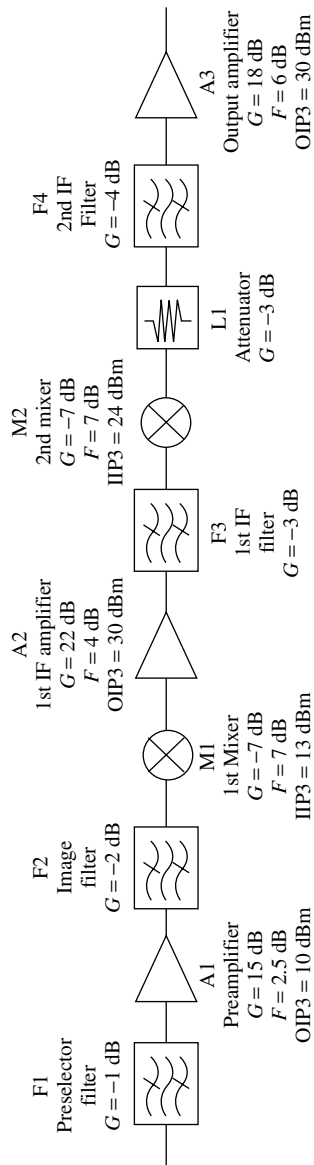 F1
Preselector
filter
G = −1 dB
A1
Preamplifier
G = 15 dB
F = 2.5 dB
OIP3 = 10 dBm
F2
Image
filter
G = −2 dB
M1
1st Mixer
G = −7 dB
F = 7 dB
IIP3 = 13 dBm
A2
1st IF amplifier
G = 22 dB
F = 4 dB
OIP3 = 30 dBm
F3
1st IF
filter
G = −3 dB
M2
2nd mixer
G = −7 dB
F = 7 dB
IIP3 = 24 dBm
L1
Attenuator
G = −3 dB
F4
2nd IF
Filter
G = −4 dB
A3
Output amplifier
G = 18 dB
F = 6 dB
OIP3 = 30 dBm